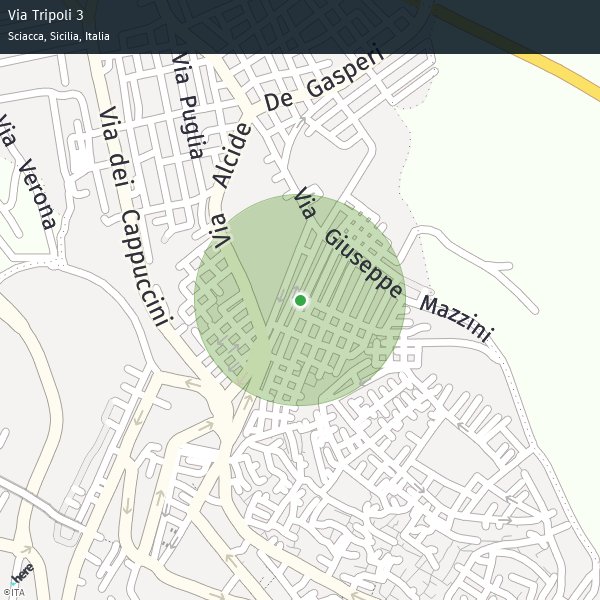 Via Tripoli 3
Sciacca, Sicilia, Italia
Via Puglia
Via Alcide De Gasperi
Via Verona
Via dei Cappuccini
Via Giuseppe Mazzini
here
©ITA